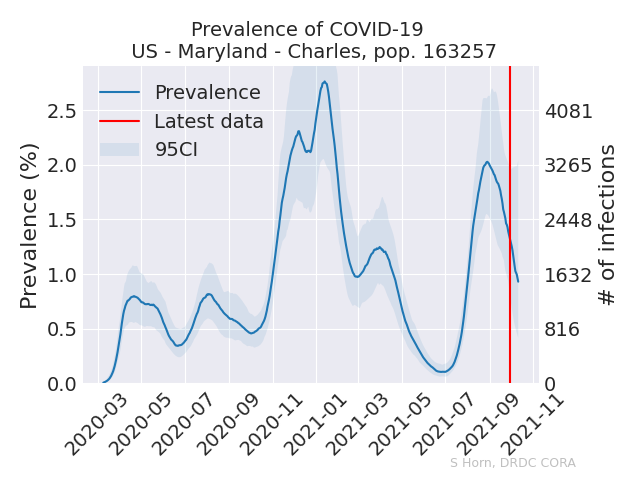 Prevalence of COVID-19
US - Maryland - Charles, pop. 163257
Prevalence
Latest data
95CI
Prevalence (%)
2.5
2.0
1.5
1.0
0.5
0.0
4081
3265
2448
1632
816
0
# of infections
2020-03
2020-05
2020-07
2020-09
2020-11
2021-01
2021-03
2021-05
2021-07
2021-09
2021-11
S Horn, DRDC CORA